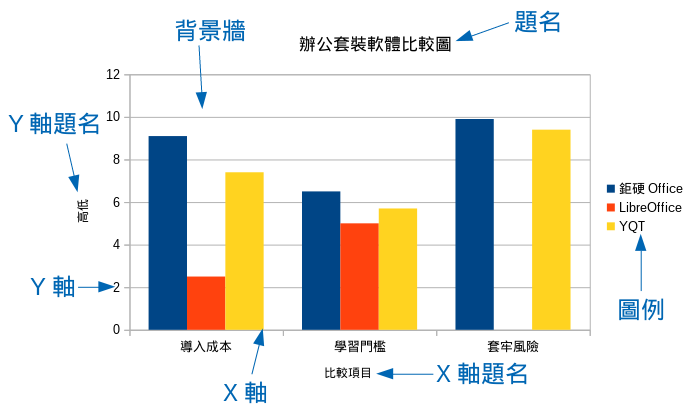 背景牆
題名
辦公套裝軟體比較圖
12
10
8
6
4
2
0
Y 軸題名
高低
Y 軸
鉅硬 Office
LibreOffice
YQT
圖例
導入成本
學習門檻
套牢風險
比較項目
X 軸題名
X 軸